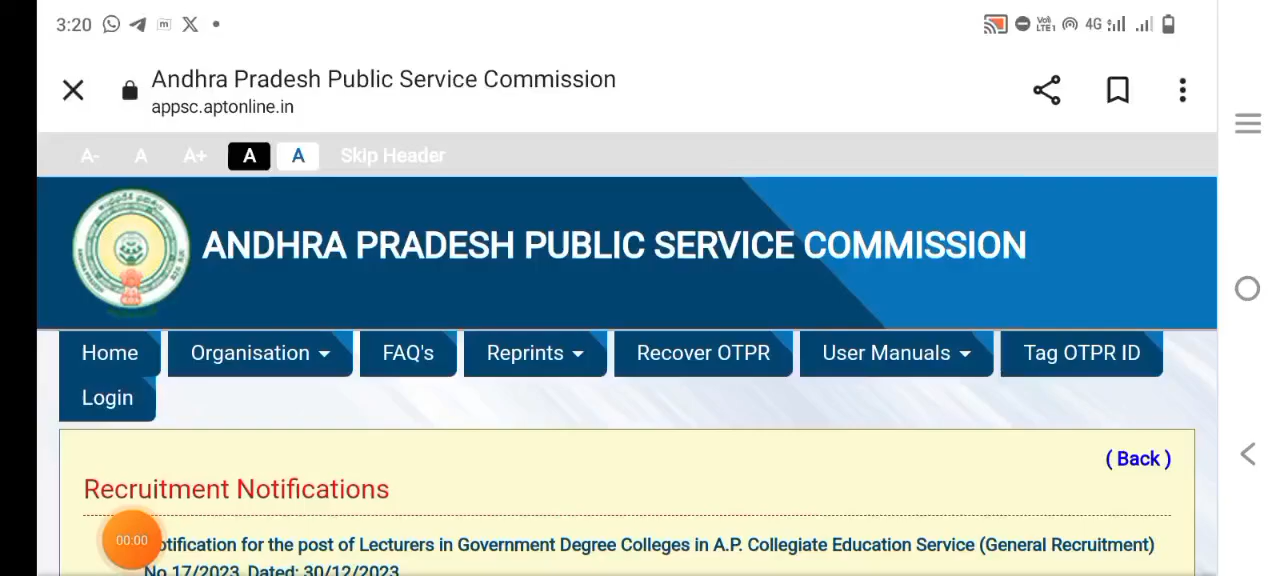 3:20 m X 4G
VoB LTE1
Andhra Pradesh Public Service Commission
appsc.aptonline.in
A- A A+ A A Skip Header
ANDHRA PRADESH PUBLIC SERVICE COMMISSION
Home Organisation FAQ's Reprints Recover OTPR User Manuals Tag OTPR ID
Login
( Back )
Recruitment Notifications
00:00
otification for the post of Lecturers in Government Degree Colleges in A.P. Collegiate Education Service (General Recruitment)
No.17/2023, Dated: 30/12/2023